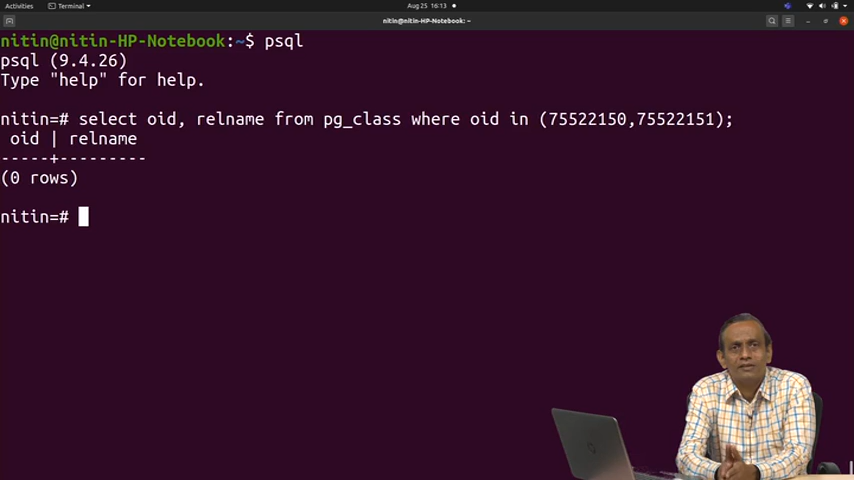 Activities Terminal Aug 25 16:13
nitin@nitin-HP-Notebook: ~
nitin@nitin-HP-Notebook:~$ psql
psql (9.4.26)
Type "help" for help.
nitin=# select oid, relname from pg_class where oid in (75522150,75522151);
 oid | relname
-----+---------
(0 rows)
nitin=#